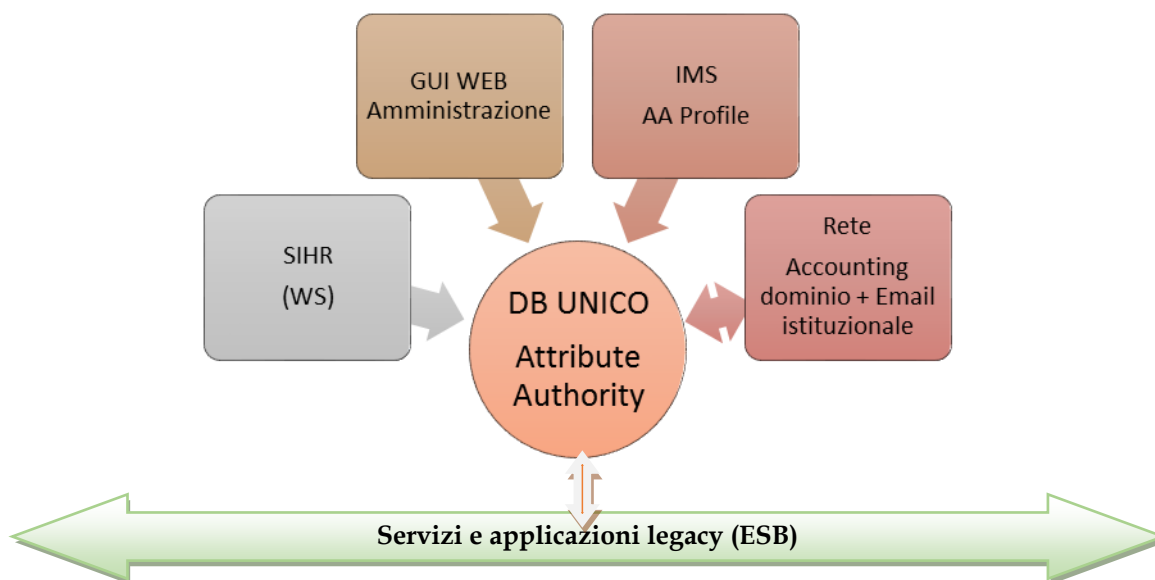 GUI WEB
Amministrazione
IMS
AA Profile
SIHR
(WS)
Rete
Accounting
dominio + Email
istituzionale
DB UNICO
Attribute
Authority
Servizi e applicazioni legacy (ESB)